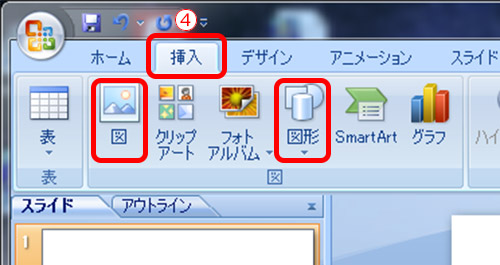 ④
ホーム 挿入 デザイン アニメーション スライド
表 図 クリップ アート フォト アルバム 図形 SmartArt グラフ ハイ
表 図
スライド アウトライン
1